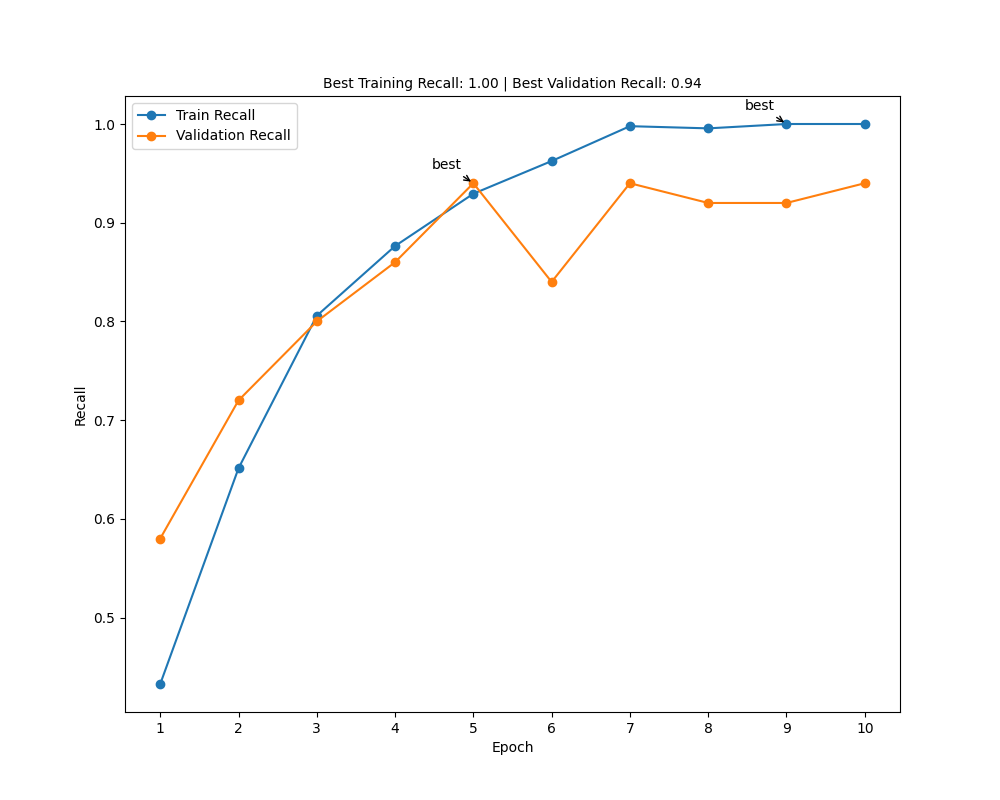 Best Training Recall: 1.00 | Best Validation Recall: 0.94
Train Recall
Validation Recall
best
best
1.0
0.9
0.8
0.7
0.6
0.5
Recall
1 2 3 4 5 6 7 8 9 10
Epoch